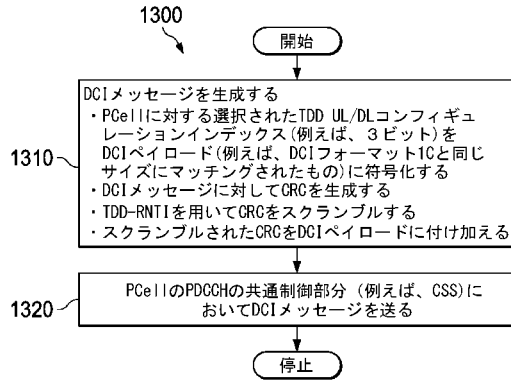 1300
開始
1310
DCIメッセージを生成する
・PCellに対する選択されたTDD UL/DLコンフィギュ
レーションインデックス(例えば、3ビット)を
DCIペイロード(例えば、DCIフォーマット1Cと同じ
サイズにマッチングされたもの)に符号化する
・DCIメッセージに対してCRCを生成する
・TDD-RNTIを用いてCRCをスクランブルする
・スクランブルされたCRCをDCIペイロードに付け加える
1320
PCellのPDCCHの共通制御部分 (例えば、CSS)に
おいてDCIメッセージを送る
停止